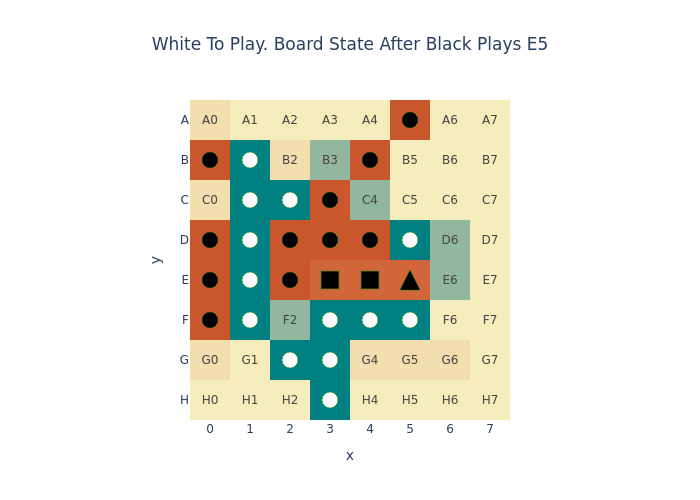 White To Play. Board State After Black Plays E5
A A0 A1 A2 A3 A4 A6 A7
B B2 B3 B5 B6 B7
C C0 C4 C5 C6 C7
D D6 D7
y
E E6 E7
F F2 F6 F7
G G0 G1 G4 G5 G6 G7
H H0 H1 H2 H4 H5 H6 H7
0 1 2 3 4 5 6 7
x